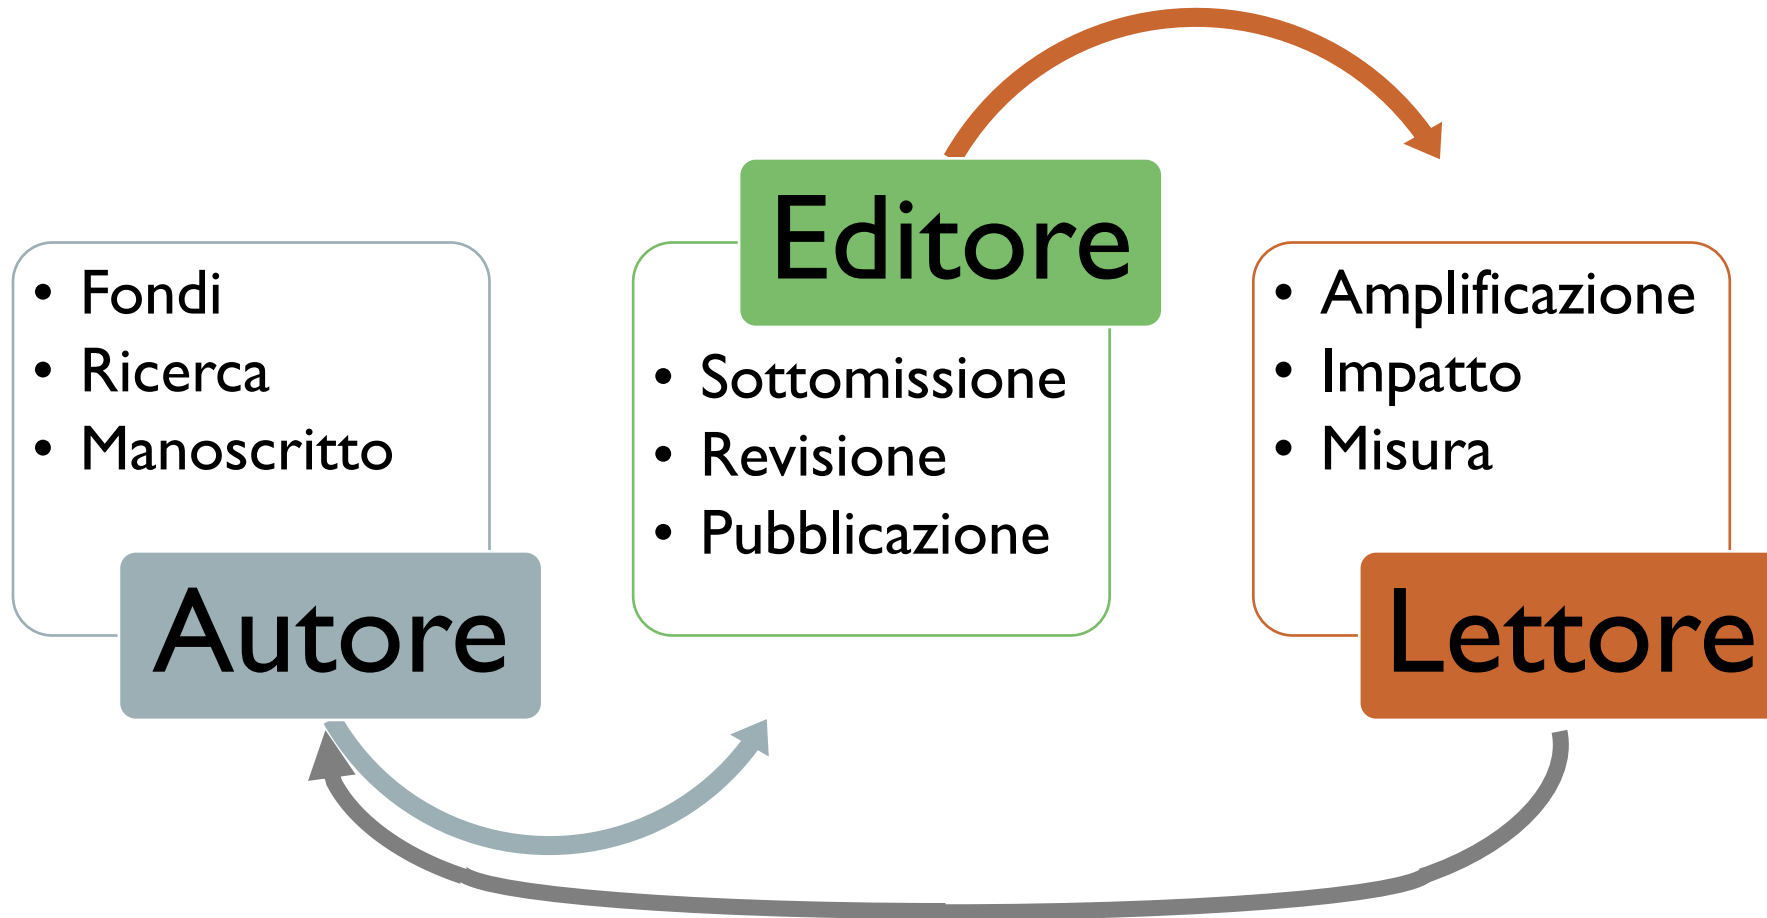 • Fondi
• Ricerca
• Manoscritto
Autore
Editore
• Sottomissione
• Revisione
• Pubblicazione
• Amplificazione
• Impatto
• Misura
Lettore